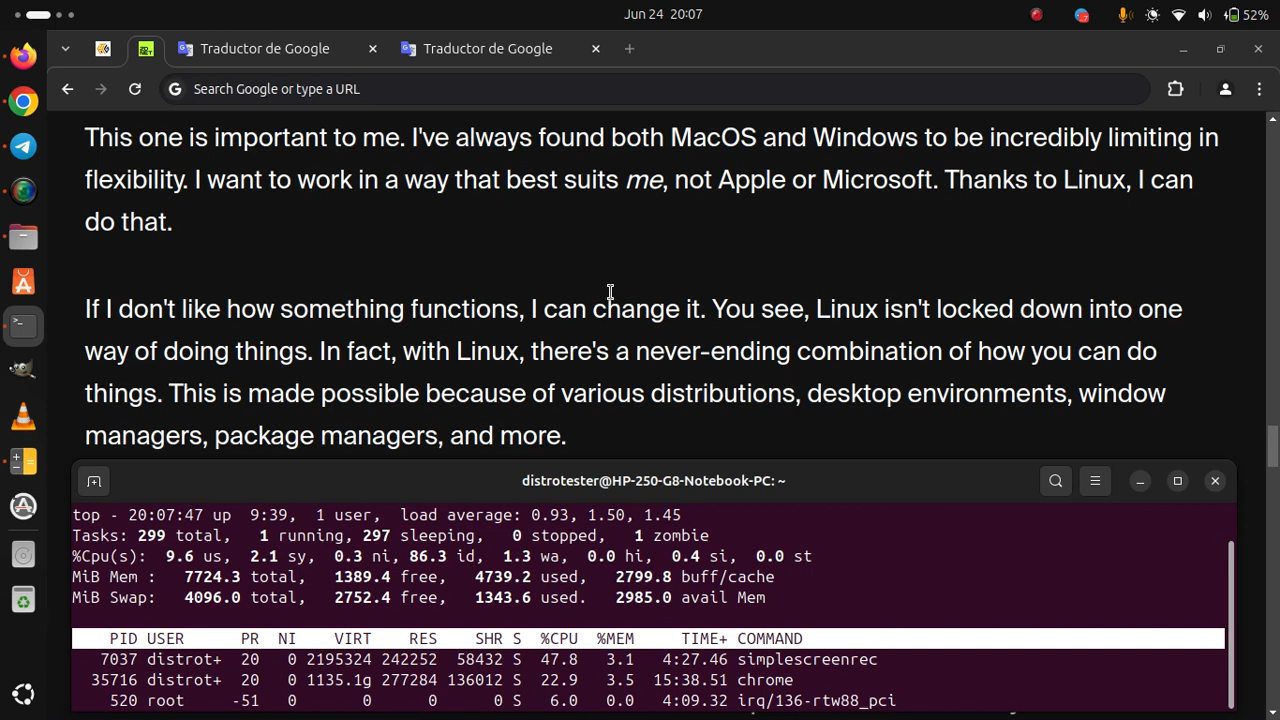 Jun 24 20:07
52%
Traductor de Google
Traductor de Google
Search Google or type a URL
This one is important to me. I've always found both MacOS and Windows to be incredibly limiting in
flexibility. I want to work in a way that best suits me, not Apple or Microsoft. Thanks to Linux, I can
do that.
If I don't like how something functions, I can change it. You see, Linux isn't locked down into one
way of doing things. In fact, with Linux, there's a never-ending combination of how you can do
things. This is made possible because of various distributions, desktop environments, window
managers, package managers, and more.
distrotester@HP-250-G8-Notebook-PC: ~
top - 20:07:47 up  9:39,  1 user,  load average: 0.93, 1.50, 1.45
Tasks: 299 total,   1 running, 297 sleeping,   0 stopped,   1 zombie
%Cpu(s):  9.6 us,  2.1 sy,  0.3 ni, 86.3 id,  1.3 wa,  0.0 hi,  0.4 si,  0.0 st
MiB Mem :   7724.3 total,   1389.4 free,   4739.2 used,   2799.8 buff/cache
MiB Swap:   4096.0 total,   2752.4 free,   1343.6 used.   2985.0 avail Mem
PID USER      PR  NI    VIRT    RES    SHR S  %CPU  %MEM     TIME+ COMMAND
7037 distrot+  20   0 2195324 242252  58432 S  47.8   3.1   4:27.46 simplescreenrec
35716 distrot+  20   0 1135.1g 277284 136012 S  22.9   3.5  15:38.51 chrome
520 root     -51   0       0      0      0 S   6.0   0.0   4:09.32 irq/136-rtw88_pci